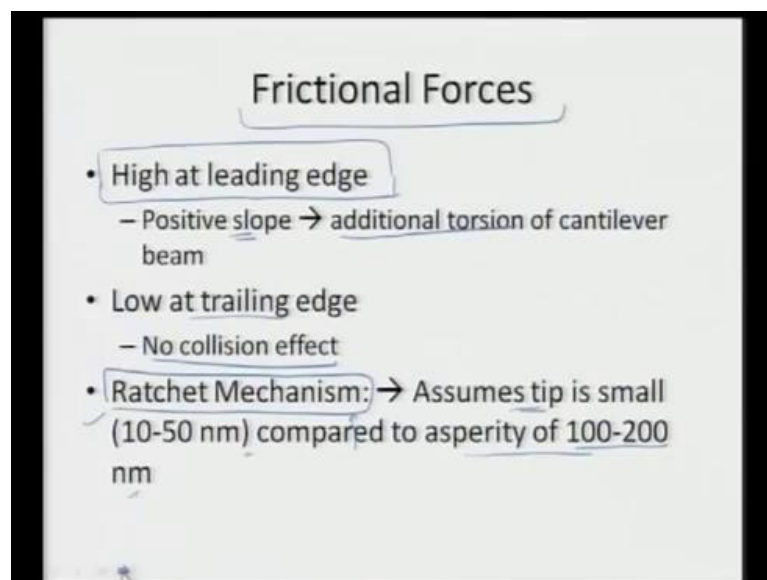 Frictional Forces
• High at leading edge
– Positive slope → additional torsion of cantilever
beam
• Low at trailing edge
– No collision effect
• Ratchet Mechanism: → Assumes tip is small
(10-50 nm) compared to asperity of 100-200
nm